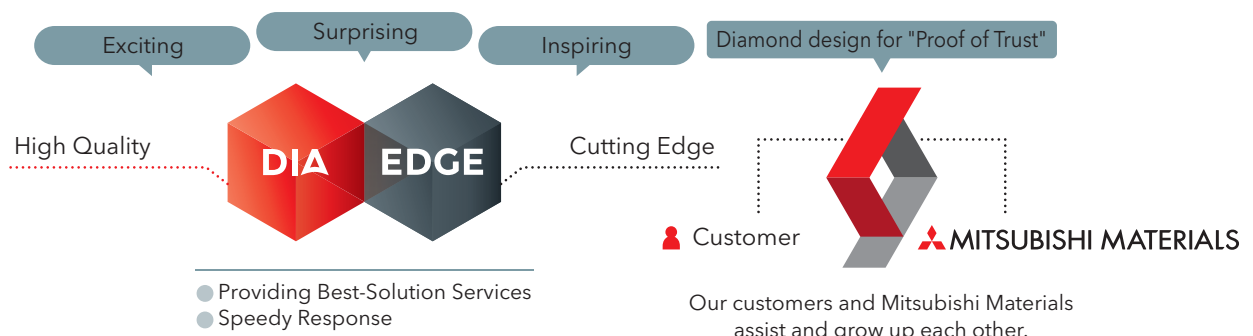 Exciting
Surprising
Inspiring
Diamond design for "Proof of Trust"
High Quality
DIA EDGE
Cutting Edge
Customer
MITSUBISHI MATERIALS
Providing Best-Solution Services
Speedy Response
Our customers and Mitsubishi Materials
assist and grow up each other.